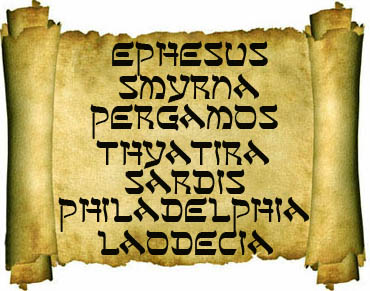 EPHESUS
SMYRNA
PERGAMOS
THYATIRA
SARDIS
PHILADELPHIA
LAODECIA